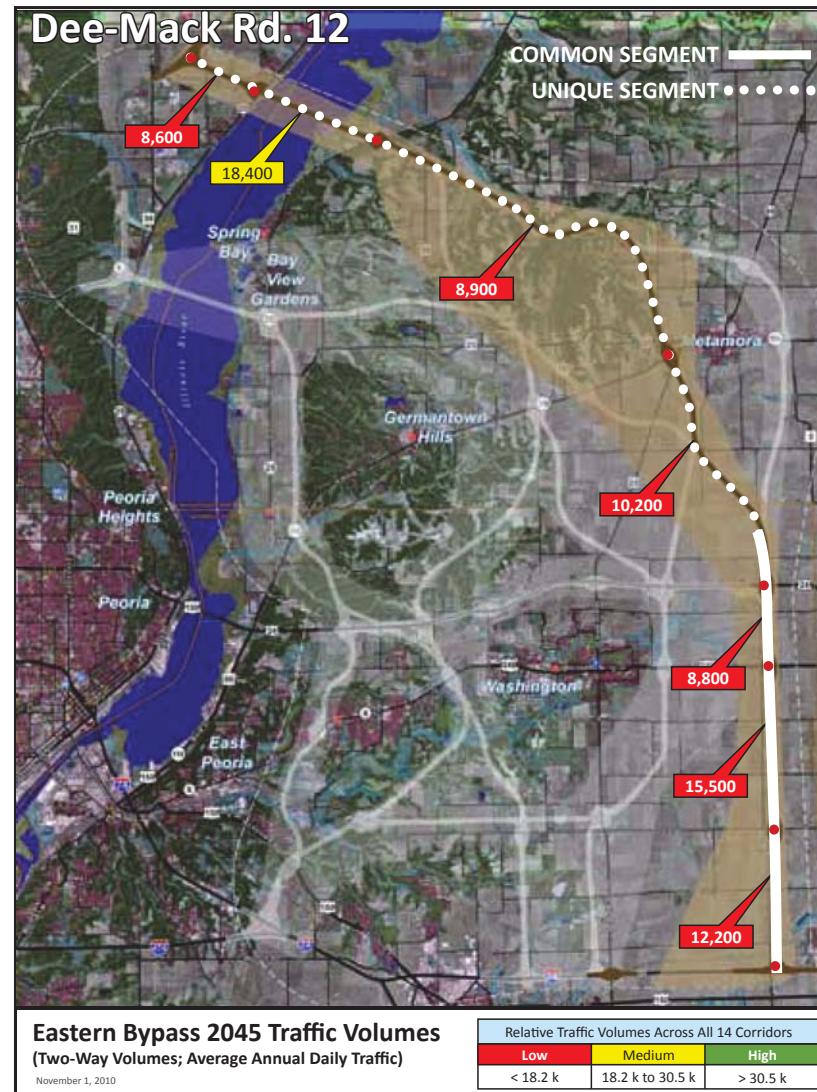 Dee-Mack Rd. 12
COMMON SEGMENT
UNIQUE SEGMENT
8,600
18,400
Spring
Bay
Bay
View
Gardens
8,900
etamora
Illinois River
Germantown
Hills
Peoria
Heights
10,200
Peoria
8,800
Washington
East
Peoria
15,500
12,200
Eastern Bypass 2045 Traffic Volumes
(Two-Way Volumes; Average Annual Daily Traffic)
November 1, 2010
Relative Traffic Volumes Across All 14 Corridors
Low Medium High
< 18.2 k 18.2 k to 30.5 k > 30.5 k